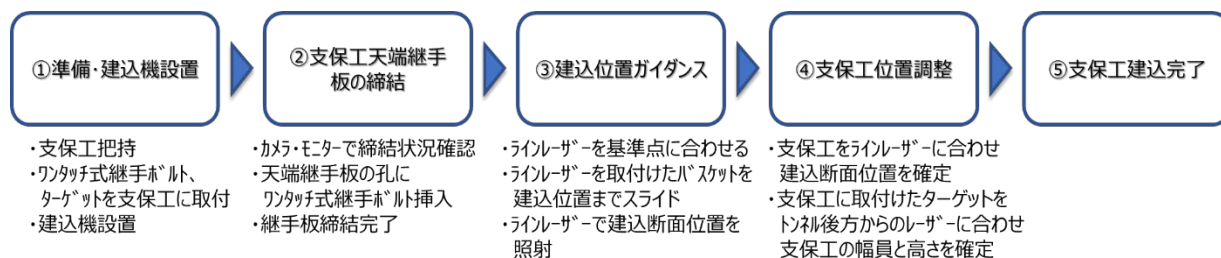 ①準備・建込機設置
②支保工天端継手
板の締結
③建込位置ガイダンス
④支保工位置調整
⑤支保工建込完了
・支保工把持
・ﾜﾝﾀｯﾁ式継手ﾎﾞﾙﾄ、
ﾀｰｹﾞｯﾄを支保工に取付
・建込機設置
・ｶﾒﾗ・ﾓﾆﾀｰで締結状況確認
・天端継手板の孔に
ﾜﾝﾀｯﾁ式継手ﾎﾞﾙﾄ挿入
・継手板締結完了
・ﾗｲﾝﾚｰｻﾞｰを基準点に合わせる
・ﾗｲﾝﾚｰｻﾞｰを取付けたﾊﾞｽｹｯﾄを
建込位置までスライド
・ﾗｲﾝﾚｰｻﾞｰで建込断面位置を
照射
・支保工をﾗｲﾝﾚｰｻﾞｰに合わせ
建込断面位置を確定
・支保工に取付けたターゲットを
ﾄﾝﾈﾙ後方からのﾚｰｻﾞｰに合わせ
支保工の幅員と高さを確定